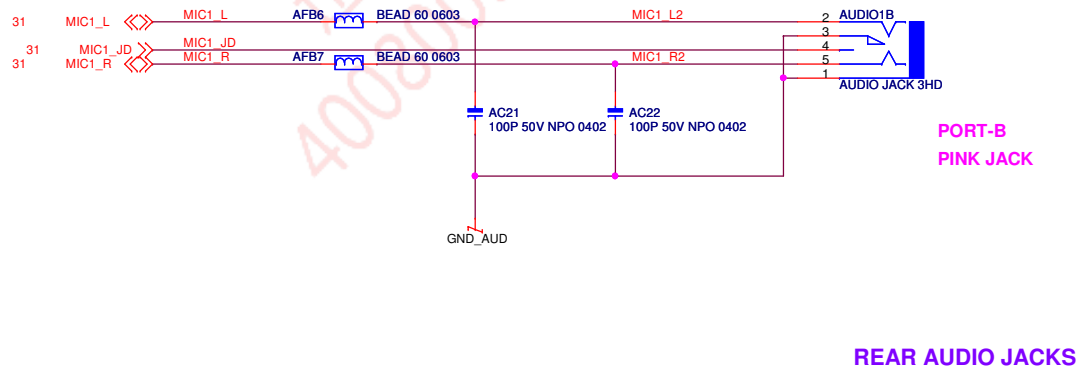 31 MIC1_L MIC1_L AFB6 BEAD 60 0603 MIC1_L2 2 AUDIO1B
3
31 MIC1_JD MIC1_JD 4
31 MIC1_R MIC1_R AFB7 BEAD 60 0603 MIC1_R2 5
1
AUDIO JACK 3HD
AC21 AC22
100P 50V NPO 0402 100P 50V NPO 0402
PORT-B
PINK JACK
GND_AUD
REAR AUDIO JACKS